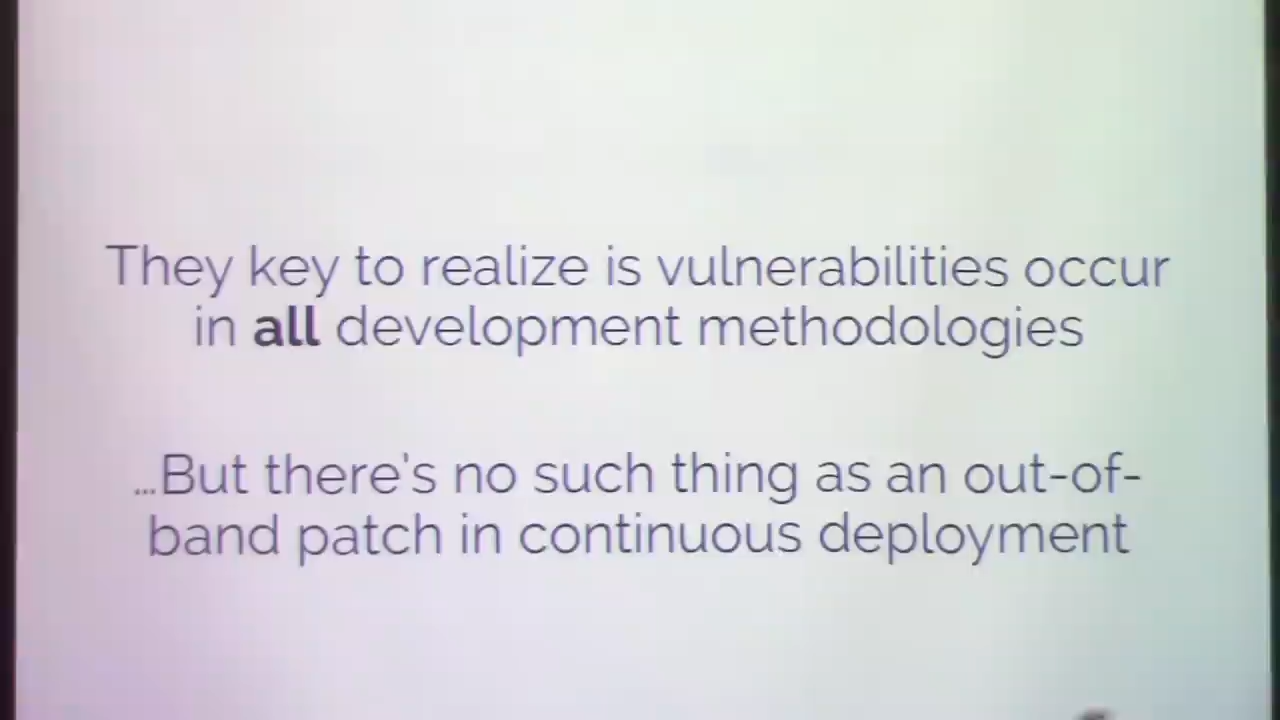 They key to realize is vulnerabilities occur
in all development methodologies
...But there's no such thing as an out-of-
band patch in continuous deployment